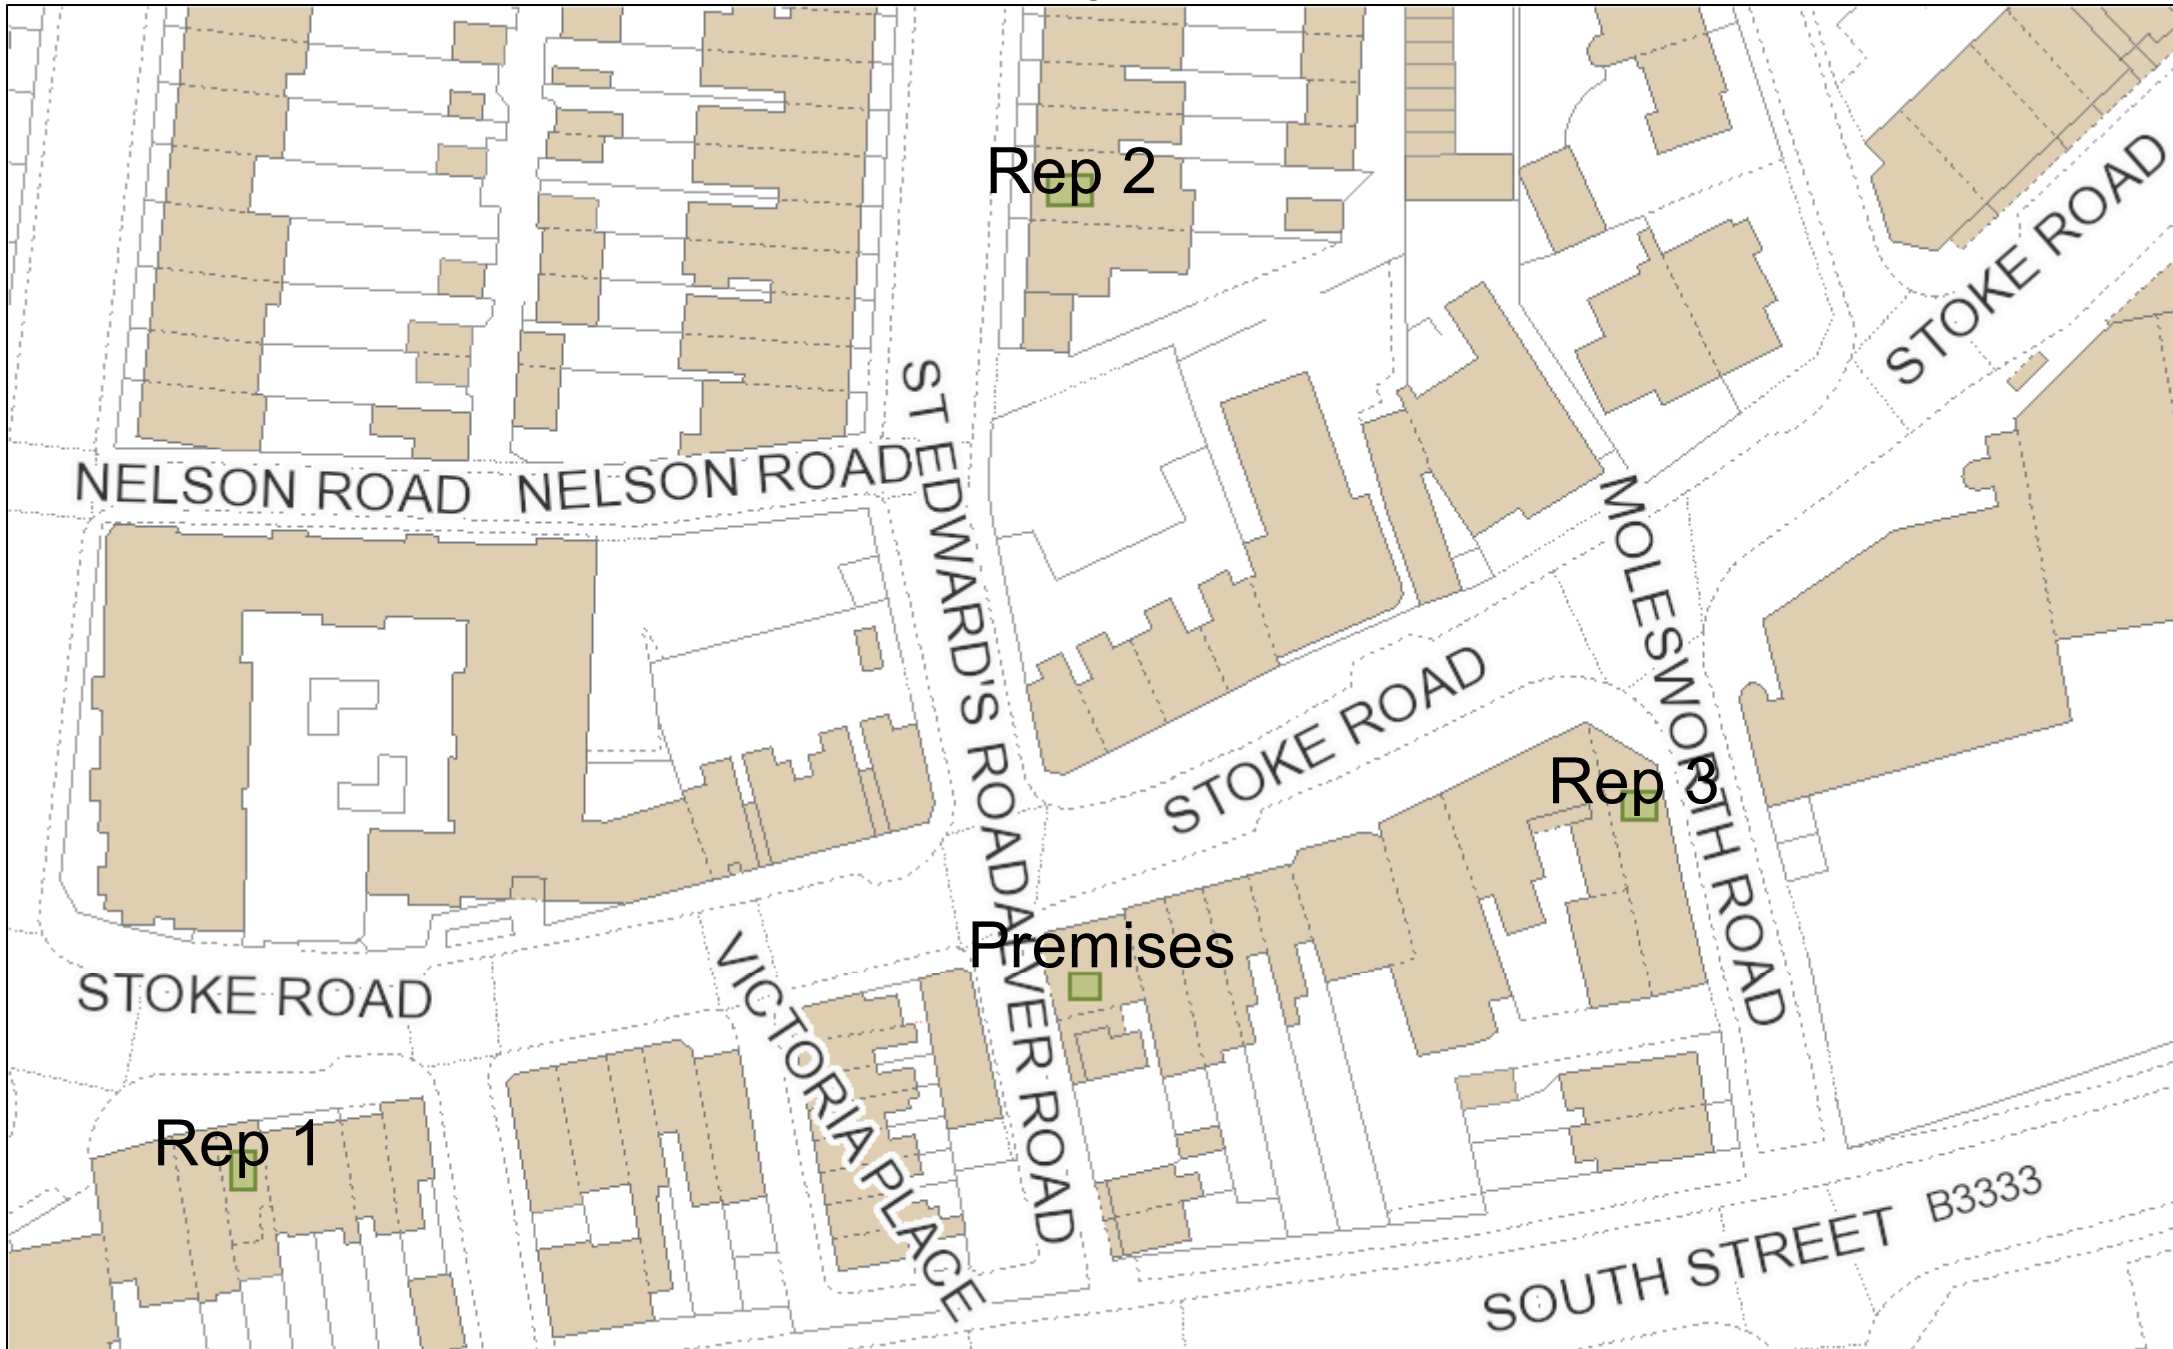 Rep 2
STOKE ROAD
ST EDWARD'S ROAD
NELSON ROAD
NELSON ROAD
MOLESWORTH ROAD
STOKE ROAD
Rep 3
Premises
DALVER ROAD
STOKE ROAD
VICTORIA PLACE
Rep 1
SOUTH STREET
B3333